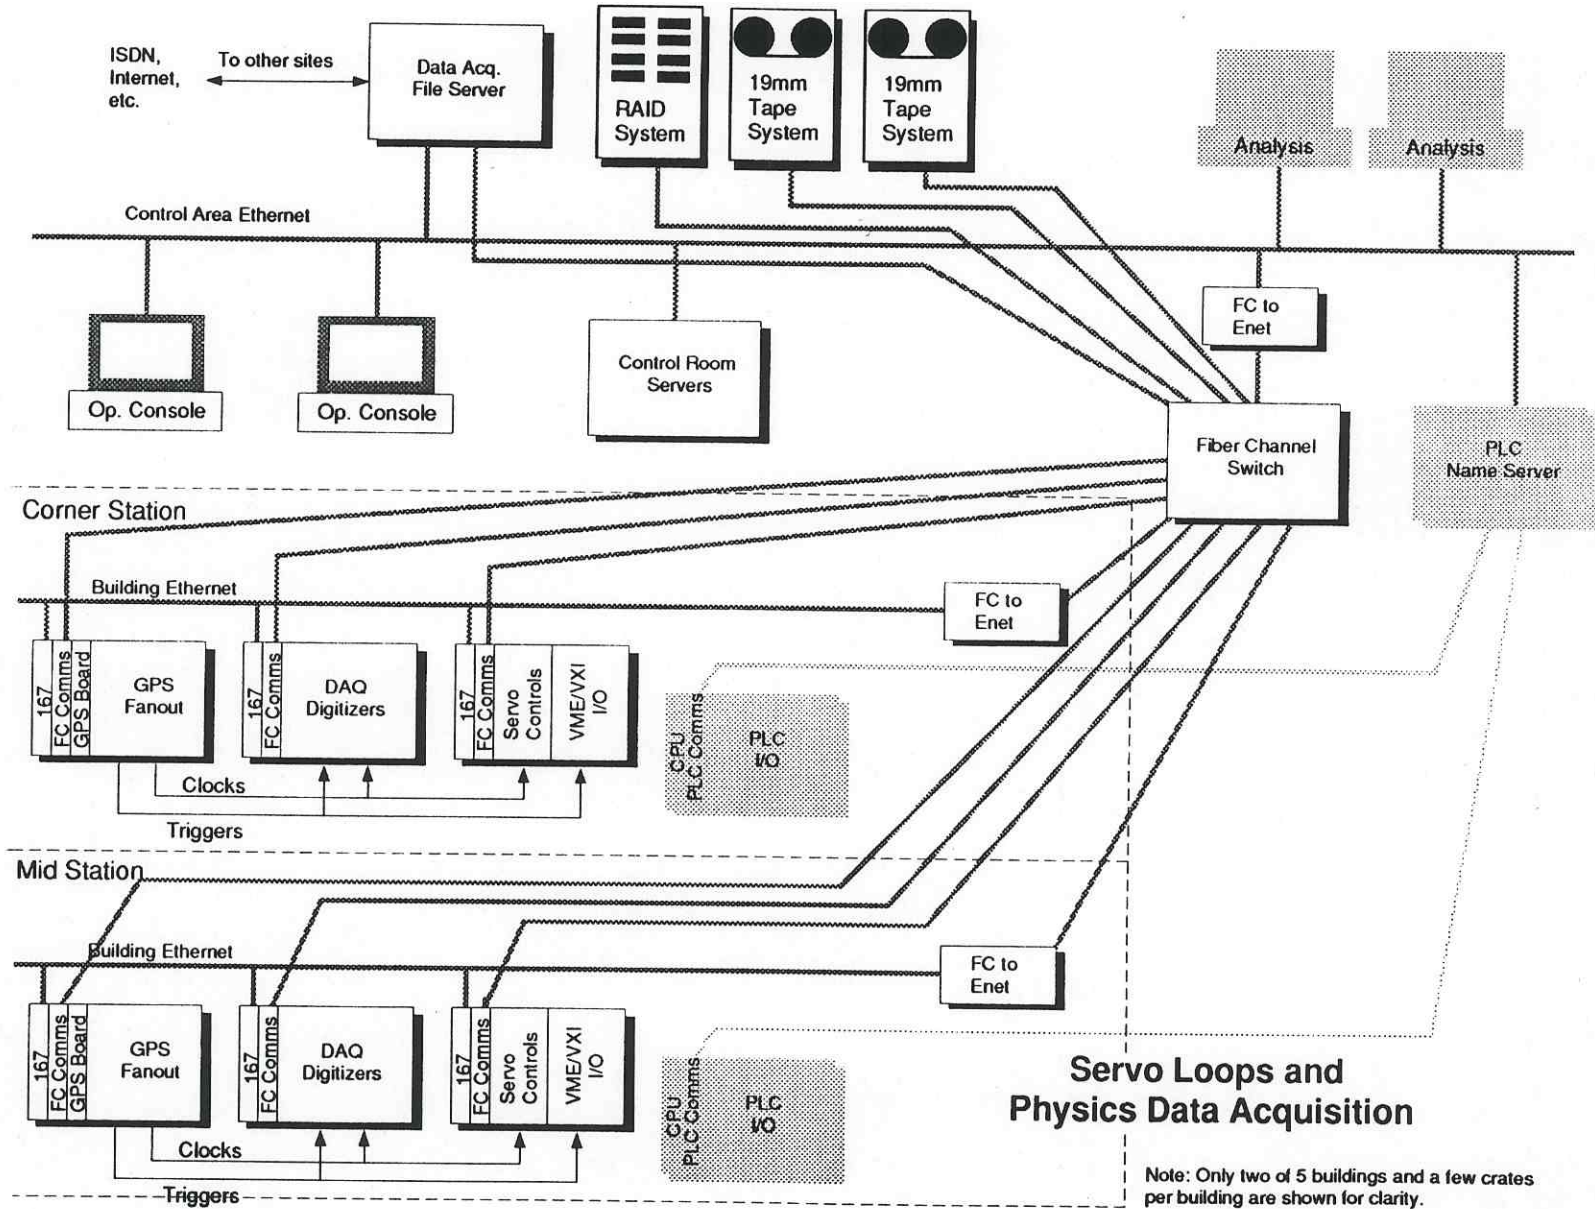 ISDN,
Internet,
etc.
To other sites
Data Acq.
File Server
RAID
System
19mm
Tape
System
19mm
Tape
System
Analysis
Analysis
Control Area Ethernet
FC to
Enet
Op. Console
Op. Console
Control Room
Servers
Fiber Channel
Switch
PLC
Name Server
Corner Station
Building Ethernet
FC to
Enet
167
FC Comms
GPS Board
GPS
Fanout
167
FC Comms
DAQ
Digitizers
167
FC Comms
Servo
Controls
VME/VXI
I/O
CPU
PLC Comms
PLC
I/O
Clocks
Triggers
Mid Station
Building Ethernet
FC to
Enet
167
FC Comms
GPS Board
GPS
Fanout
167
FC Comms
DAQ
Digitizers
167
FC Comms
Servo
Controls
VME/VXI
I/O
CPU
PLC Comms
PLC
I/O
Clocks
Triggers
Servo Loops and
Physics Data Acquisition
Note: Only two of 5 buildings and a few crates
per building are shown for clarity.